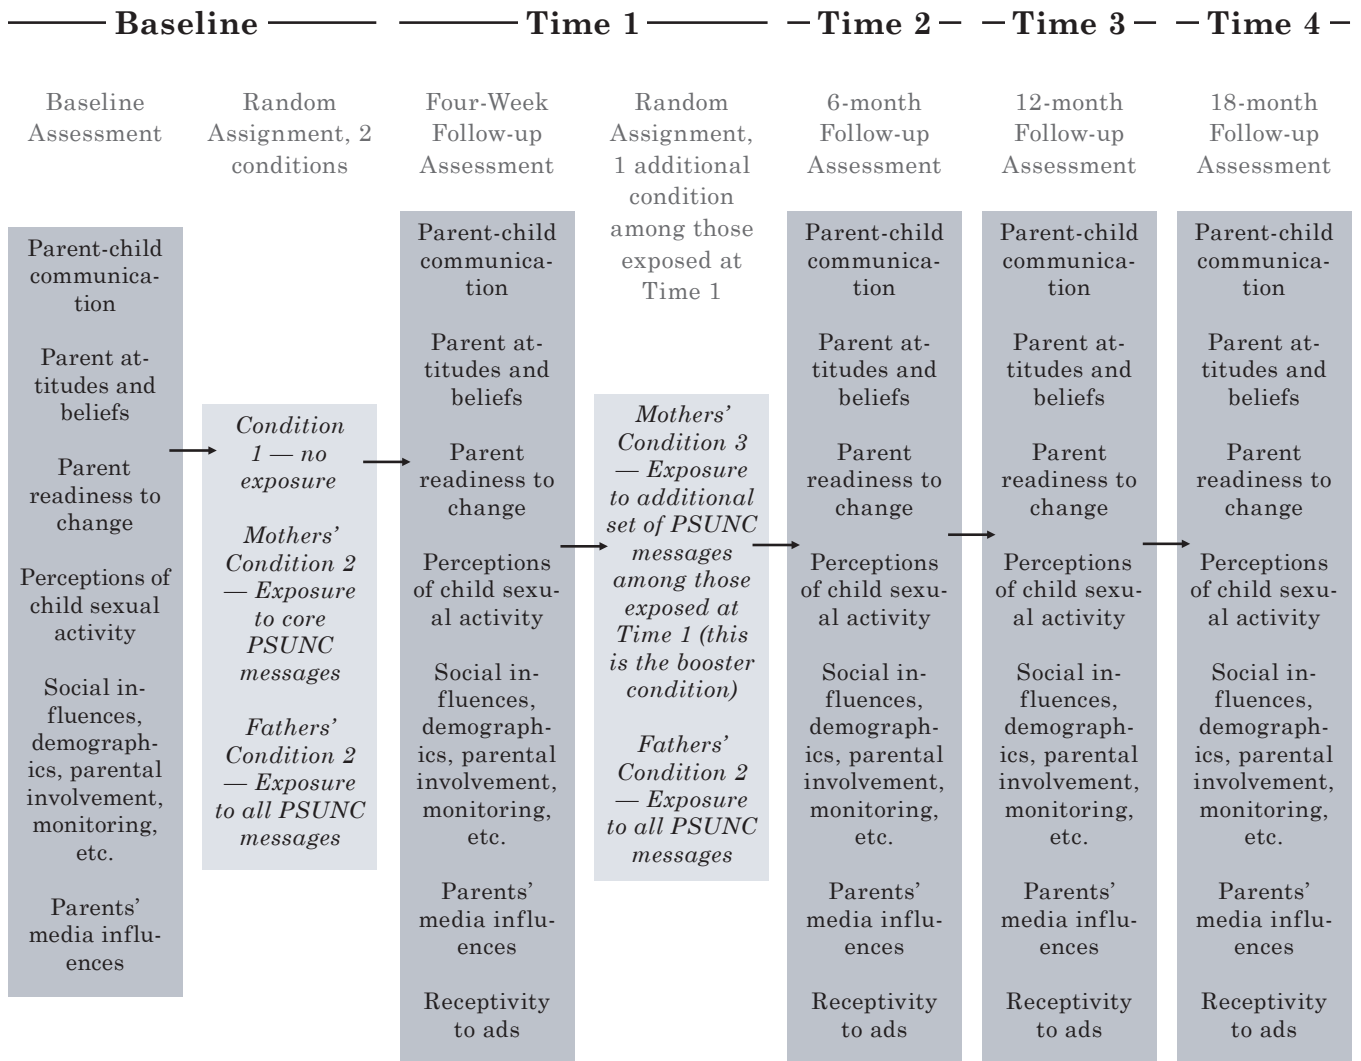 Baseline
Time 1
Time 2
Time 3
Time 4
Baseline
Assessment
Random
Assignment, 2
conditions
Four-Week
Follow-up
Assessment
Random
Assignment,
1 additional
condition
among those
exposed at
Time 1
6-month
Follow-up
Assessment
12-month
Follow-up
Assessment
18-month
Follow-up
Assessment
Parent-child
communica-
tion
Parent at-
titudes and
beliefs
Parent
readiness to
change
Perceptions of
child sexual
activity
Social in-
fluences,
demograph-
ics, parental
involvement,
monitoring,
etc.
Parents’
media influ-
ences
Condition
1 — no
exposure
Mothers’
Condition 2
— Exposure
to core
PSUNC
messages
Fathers’
Condition 2
— Exposure
to all PSUNC
messages
Parent-child
communica-
tion
Parent at-
titudes and
beliefs
Parent
readiness to
change
Perceptions
of child sexu-
al activity
Social in-
fluences,
demograph-
ics, parental
involvement,
monitoring,
etc.
Parents’
media influ-
ences
Receptivity
to ads
Mothers’
Condition 3
— Exposure
to additional
set of PSUNC
messages
among those
exposed at
Time 1 (this
is the booster
condition)
Fathers’
Condition 2
— Exposure
to all PSUNC
messages
Parent-child
communica-
tion
Parent at-
titudes and
beliefs
Parent
readiness to
change
Perceptions
of child sexu-
al activity
Social in-
fluences,
demograph-
ics, parental
involvement,
monitoring,
etc.
Parents’
media influ-
ences
Receptivity
to ads
Parent-child
communica-
tion
Parent at-
titudes and
beliefs
Parent
readiness to
change
Perceptions
of child sexu-
al activity
Social in-
fluences,
demograph-
ics, parental
involvement,
monitoring,
etc.
Parents’
media influ-
ences
Receptivity
to ads
Parent-child
communica-
tion
Parent at-
titudes and
beliefs
Parent
readiness to
change
Perceptions
of child sexu-
al activity
Social in-
fluences,
demograph-
ics, parental
involvement,
monitoring,
etc.
Parents’
media influ-
ences
Receptivity
to ads